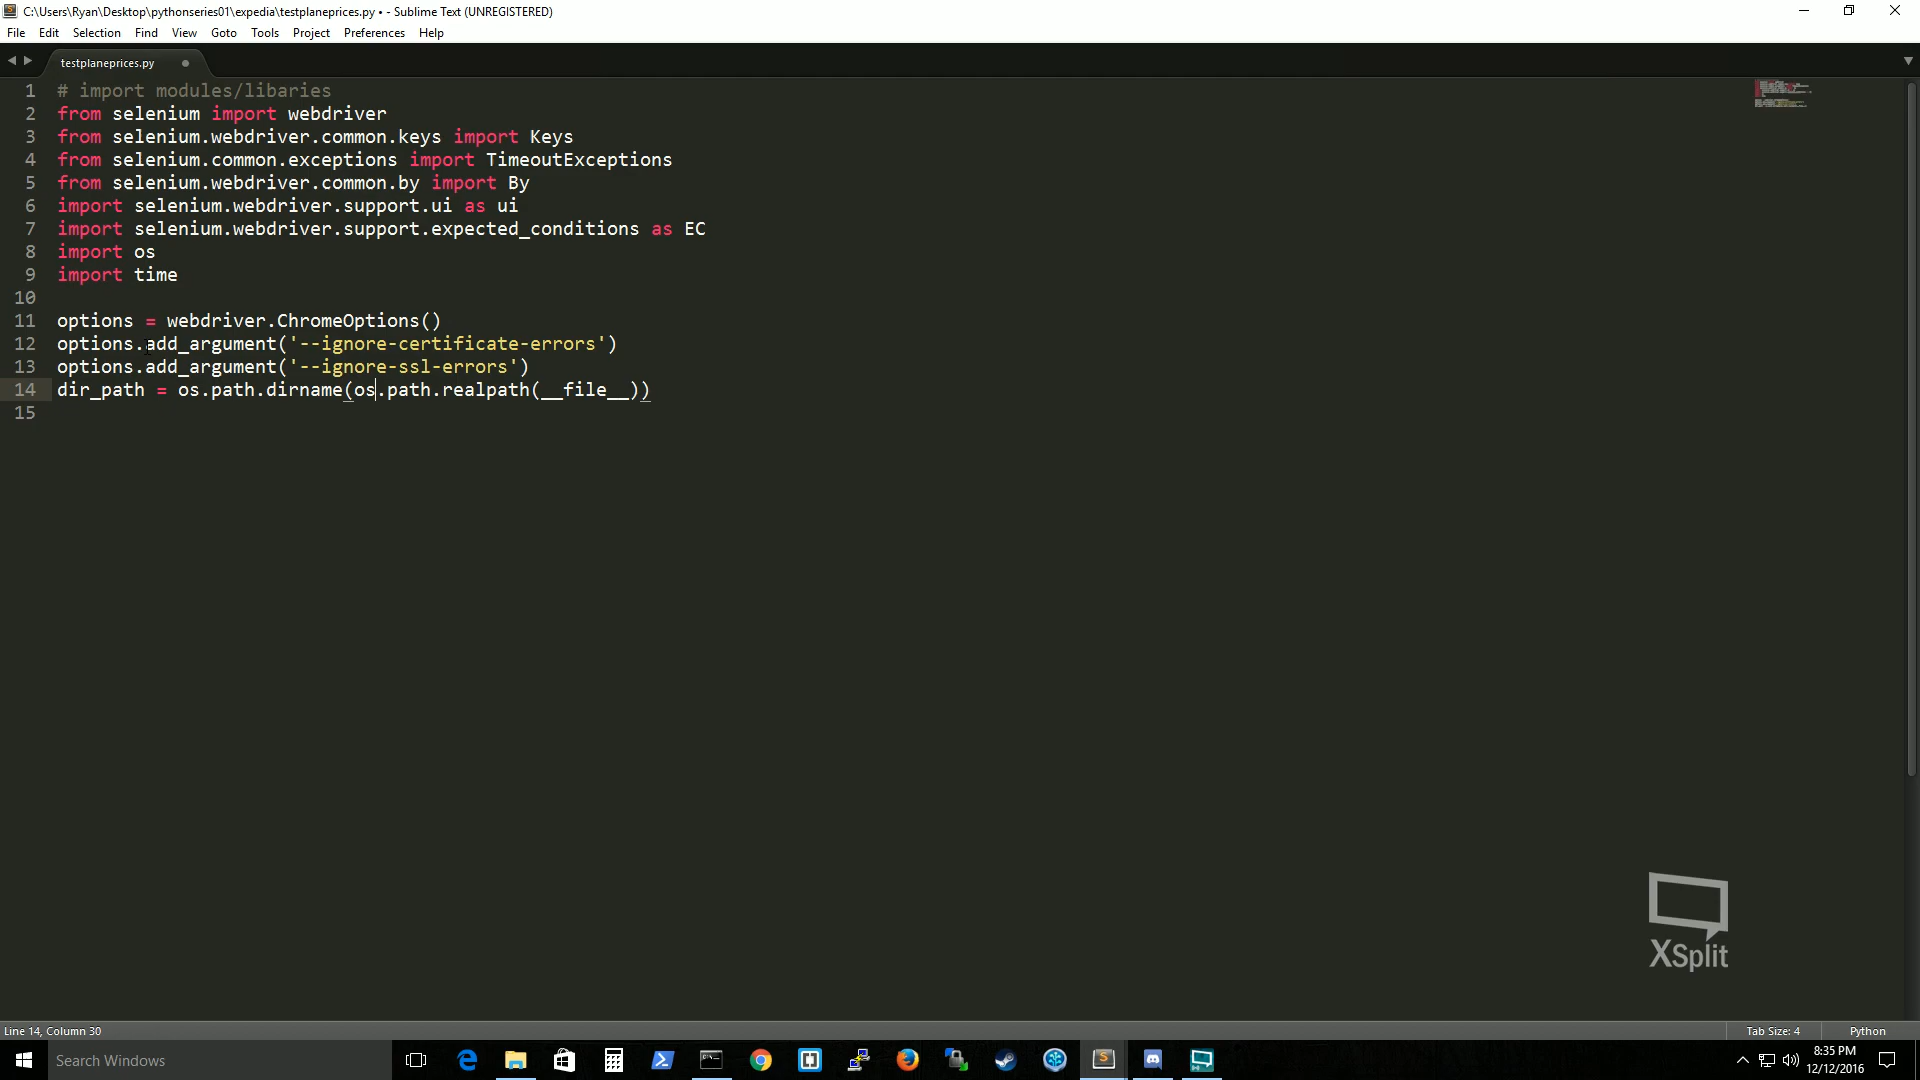 C:\Users\Ryan\Desktop\pythonseries01\expedia\testplaneprices.py • - Sublime Text (UNREGISTERED)
File Edit Selection Find View Goto Tools Project Preferences Help
testplaneprices.py
1 # import modules/libaries
2 from selenium import webdriver
3 from selenium.webdriver.common.keys import Keys
4 from selenium.common.exceptions import TimeoutExceptions
5 from selenium.webdriver.common.by import By
6 import selenium.webdriver.support.ui as ui
7 import selenium.webdriver.support.expected_conditions as EC
8 import os
9 import time
10
11 options = webdriver.ChromeOptions()
12 options.add_argument('--ignore-certificate-errors')
13 options.add_argument('--ignore-ssl-errors')
14 dir_path = os.path.dirname(os.path.realpath(__file__))
15
XSplit
Line 14, Column 30 Tab Size: 4 Python
Search Windows
8:35 PM
12/12/2016